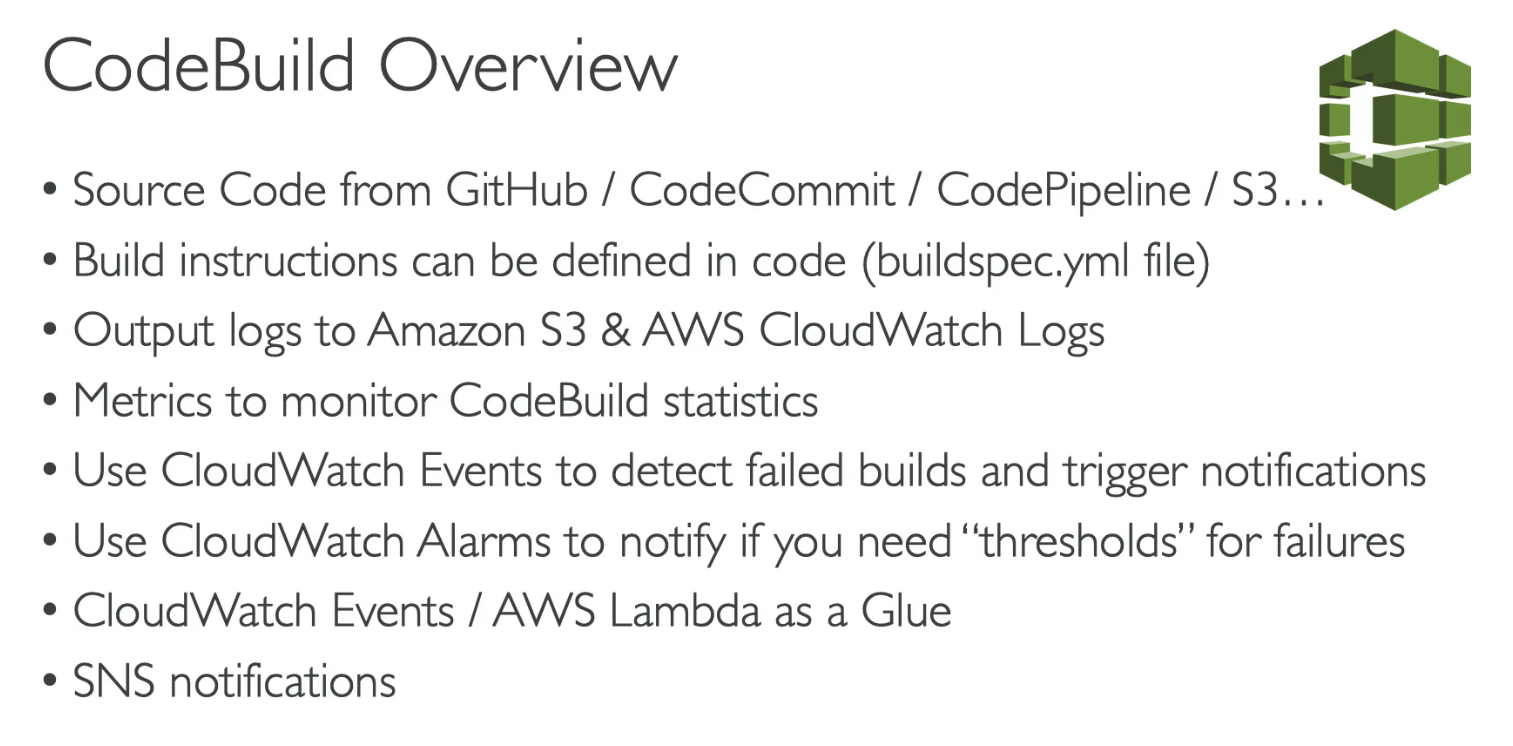 CodeBuild Overview
• Source Code from GitHub / CodeCommit / CodePipeline / S3…
• Build instructions can be defined in code (buildspec.yml file)
• Output logs to Amazon S3 & AWS CloudWatch Logs
• Metrics to monitor CodeBuild statistics
• Use CloudWatch Events to detect failed builds and trigger notifications
• Use CloudWatch Alarms to notify if you need “thresholds” for failures
• CloudWatch Events / AWS Lambda as a Glue
• SNS notifications